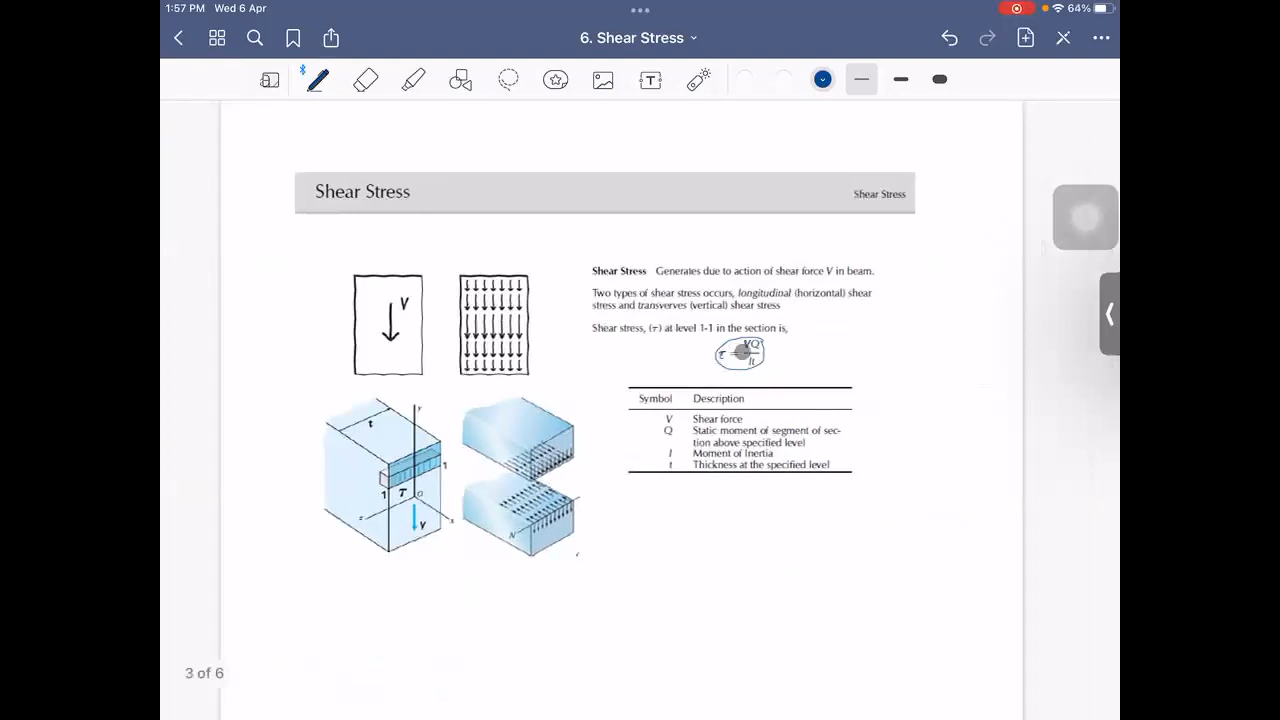 1:57 PM Wed 6 Apr
64%
6. Shear Stress
T
Shear Stress
Shear Stress
V
Shear Stress Generates due to action of shear force V in beam.
Two types of shear stress occurs, longitudinal (horizontal) shear
stress and transverves (vertical) shear stress
Shear stress, (τ) at level 1-1 in the section is,
τ = VQ
It
Symbol Description
V Shear force
Q Static moment of segment of sec-
tion above specified level
I Moment of Inertia
t Thickness at the specified level
y
t
1
1
τ
O
z
x
V
N
3 of 6